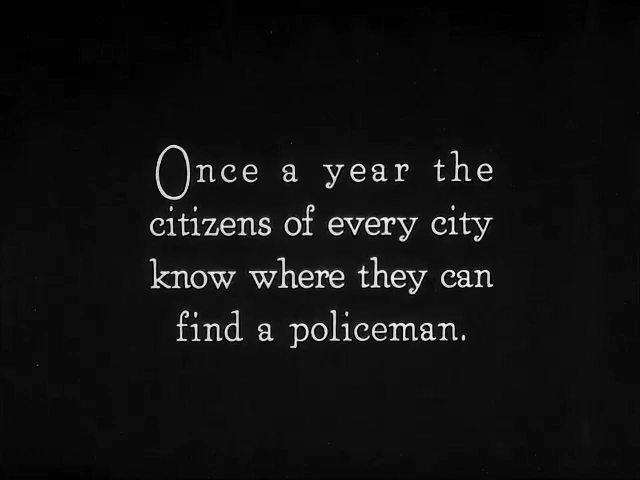 Once a year the
citizens of every city
know where they can
find a policeman.